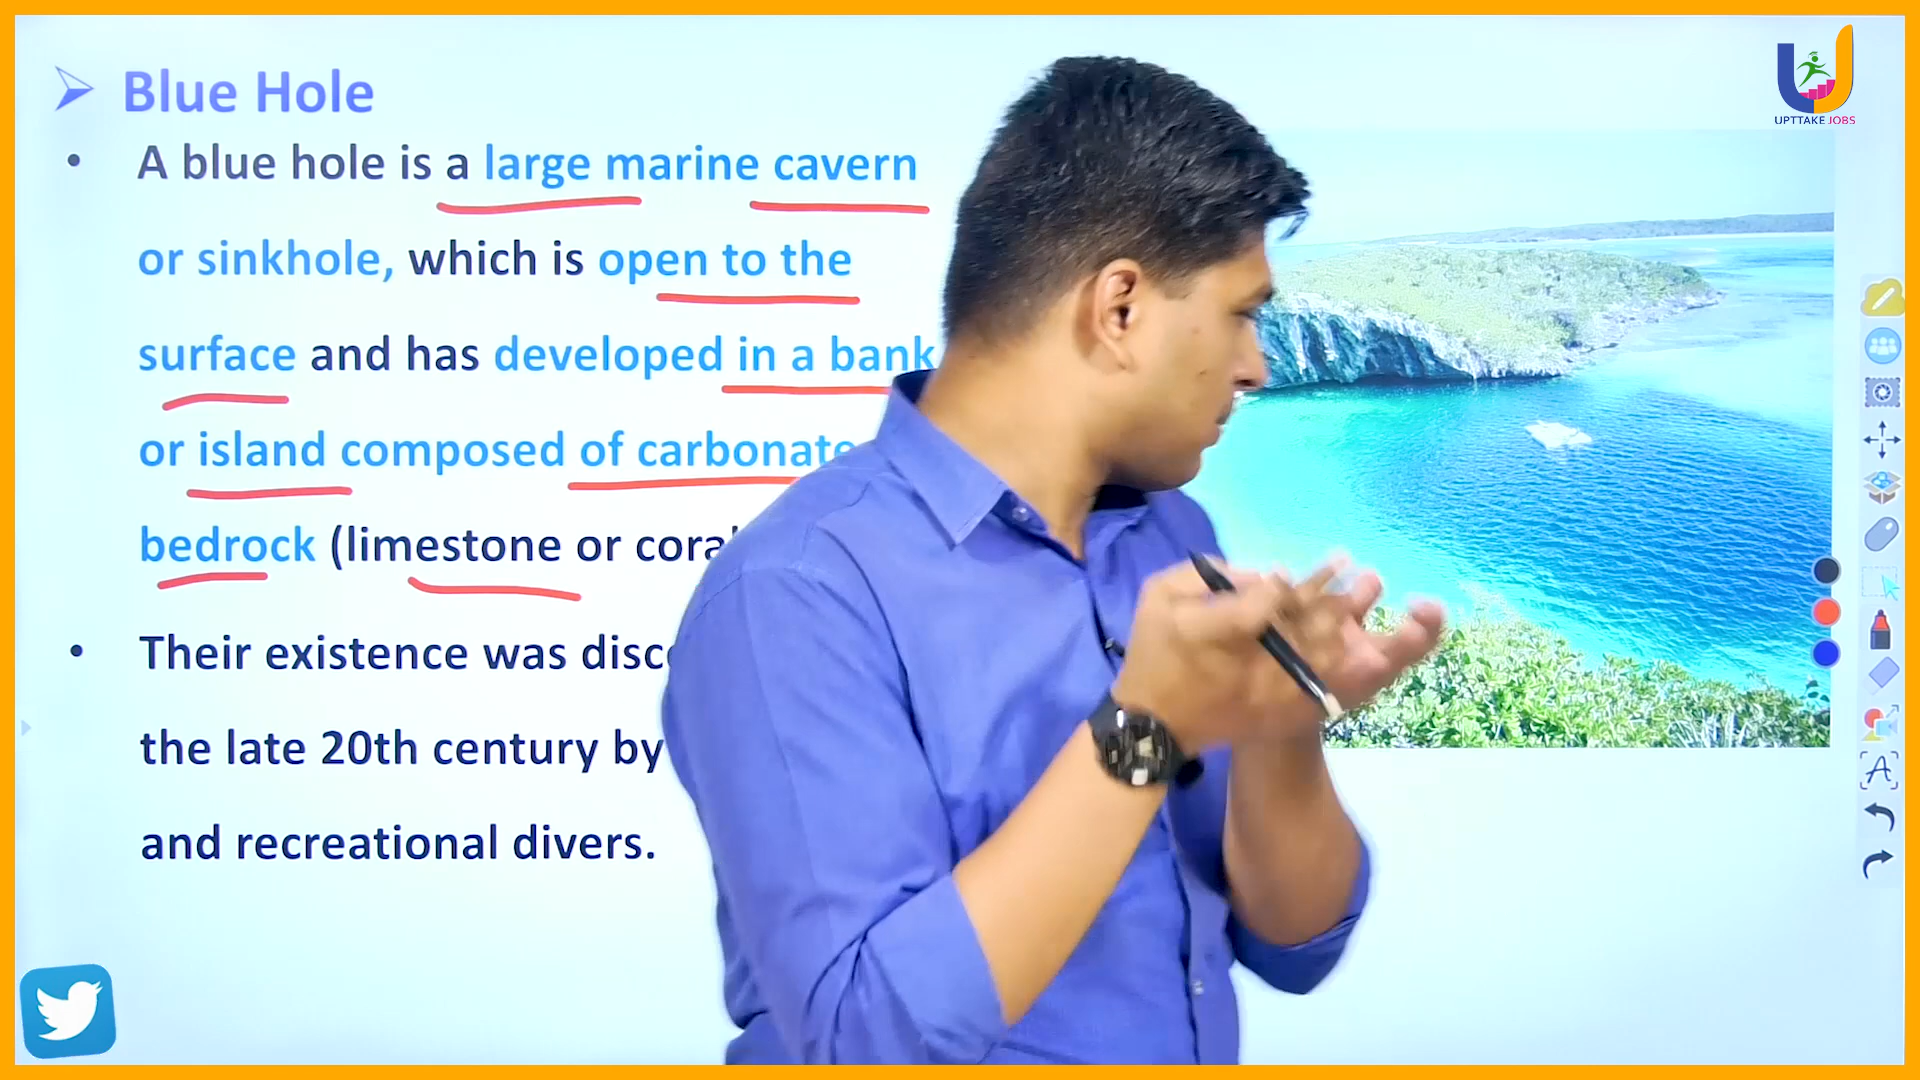 Blue Hole
UPTTAKE JOBS
• A blue hole is a large marine cavern
or sinkhole, which is open to the
surface and has developed in a bank
or island composed of carbonate
bedrock (limestone or coral
• Their existence was
the late 20th century by
and recreational divers.
A